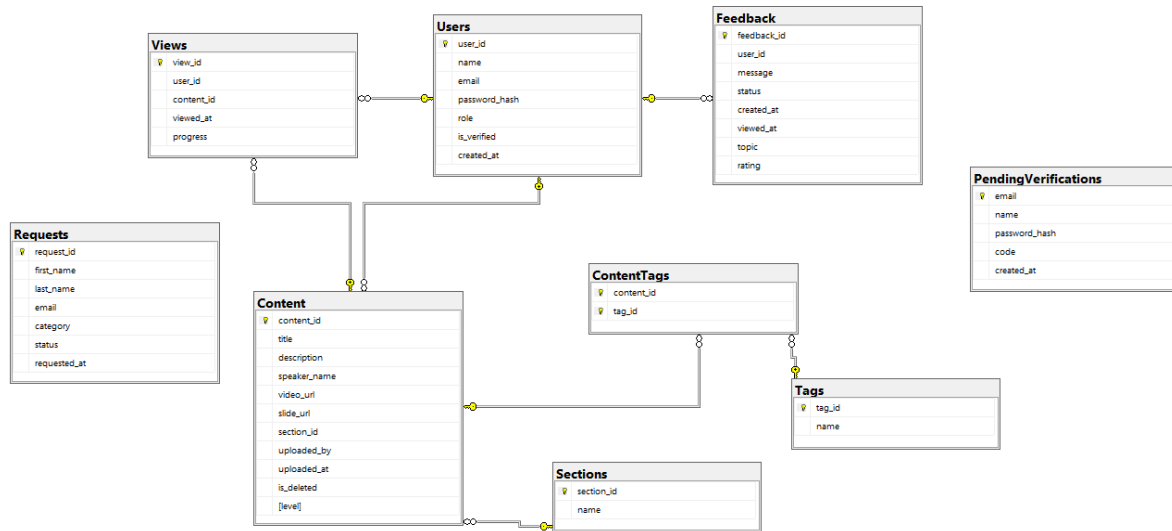 Views
view_id
user_id
content_id
viewed_at
progress
Users
user_id
name
email
password_hash
role
is_verified
created_at
Feedback
feedback_id
user_id
message
status
created_at
viewed_at
topic
rating
PendingVerifications
email
name
password_hash
code
created_at
Requests
request_id
first_name
last_name
email
category
status
requested_at
Content
content_id
title
description
speaker_name
video_url
slide_url
section_id
uploaded_by
uploaded_at
is_deleted
[level]
ContentTags
content_id
tag_id
Tags
tag_id
name
Sections
section_id
name